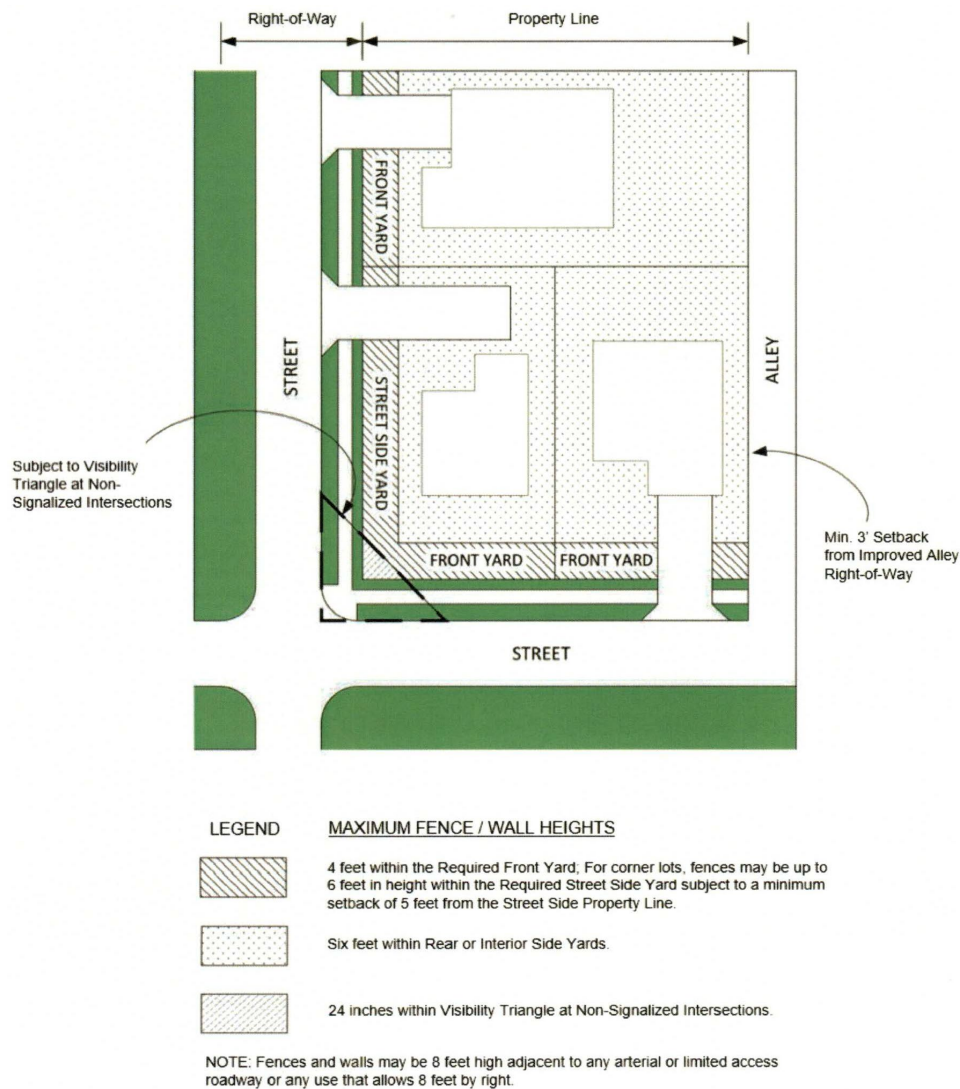 Right-of-Way
Property Line
FRONT YARD
STREET
STREET SIDE YARD
ALLEY
Subject to Visibility
Triangle at Non-
Signalized Intersections
Min. 3' Setback
from Improved Alley
Right-of-Way
FRONT YARD
FRONT YARD
STREET
LEGEND
MAXIMUM FENCE / WALL HEIGHTS
4 feet within the Required Front Yard; For corner lots, fences may be up to
6 feet in height within the Required Street Side Yard subject to a minimum
setback of 5 feet from the Street Side Property Line.
Six feet within Rear or Interior Side Yards.
24 inches within Visibility Triangle at Non-Signalized Intersections.
NOTE: Fences and walls may be 8 feet high adjacent to any arterial or limited access
roadway or any use that allows 8 feet by right.